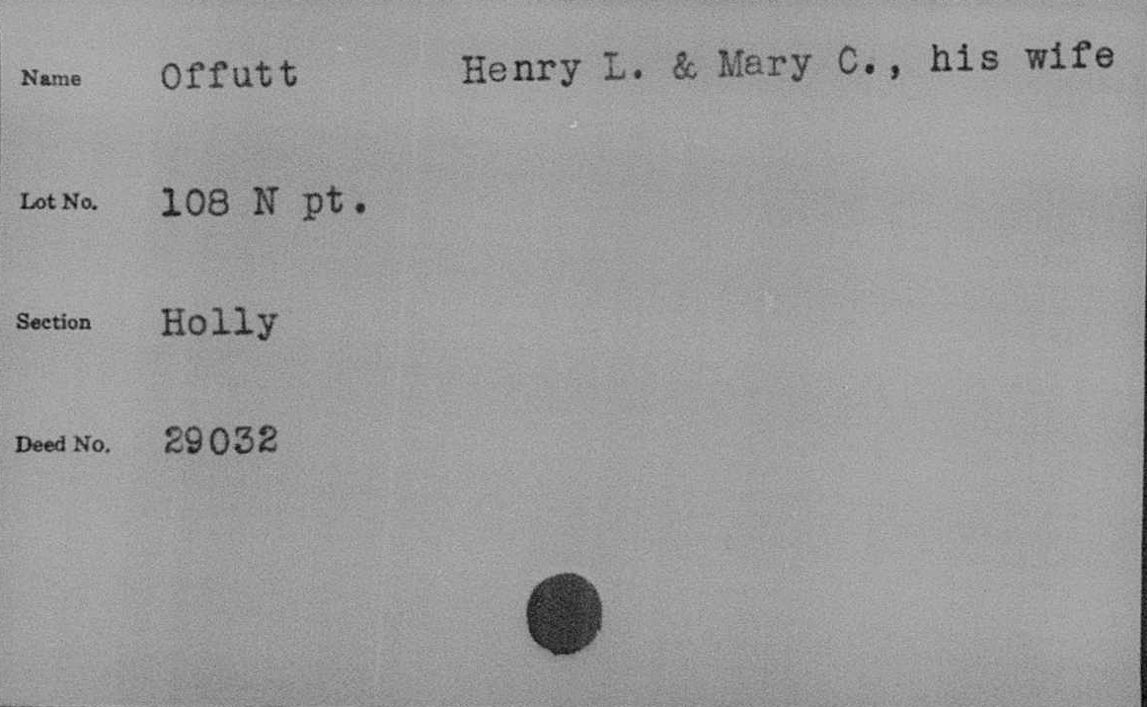 Name Offutt Henry L. & Mary C., his wife
Lot No. 108 N pt.
Section Holly
Deed No. 29032